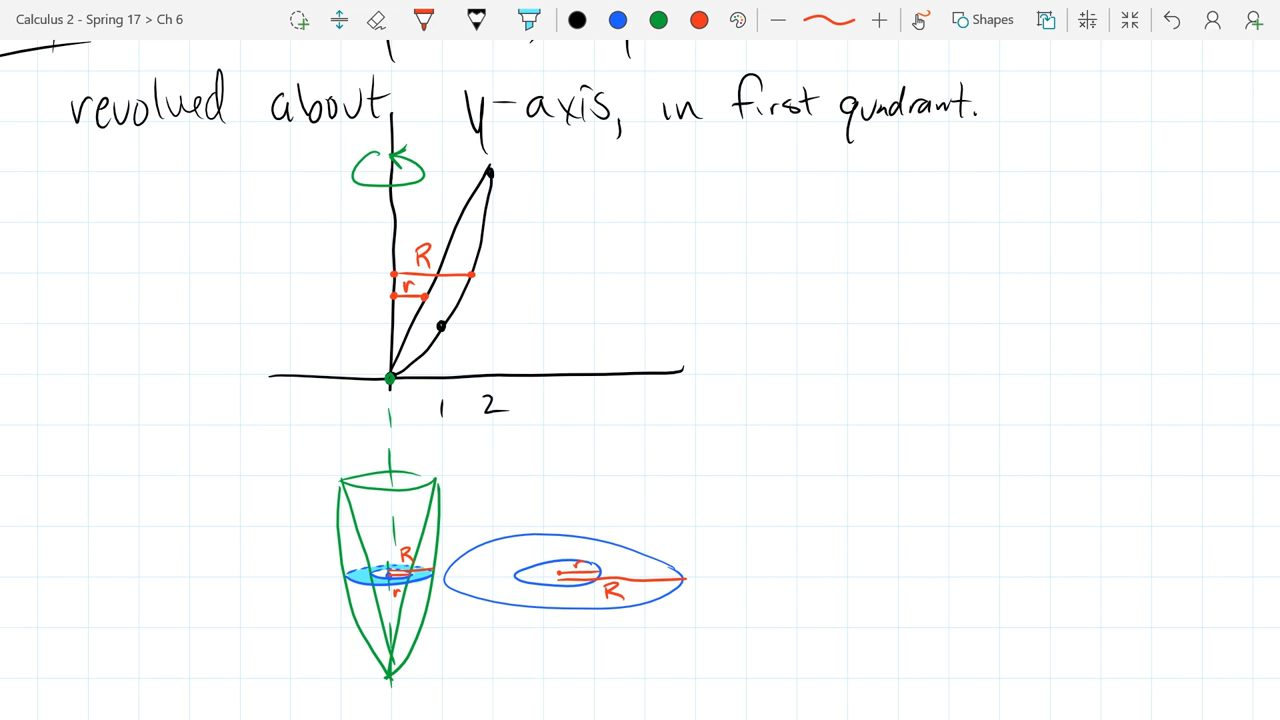 Calculus 2 - Spring 17 > Ch 6
Shapes
revolved about y-axis, in first quadrant.
R
r
1 2
R
r
r
R